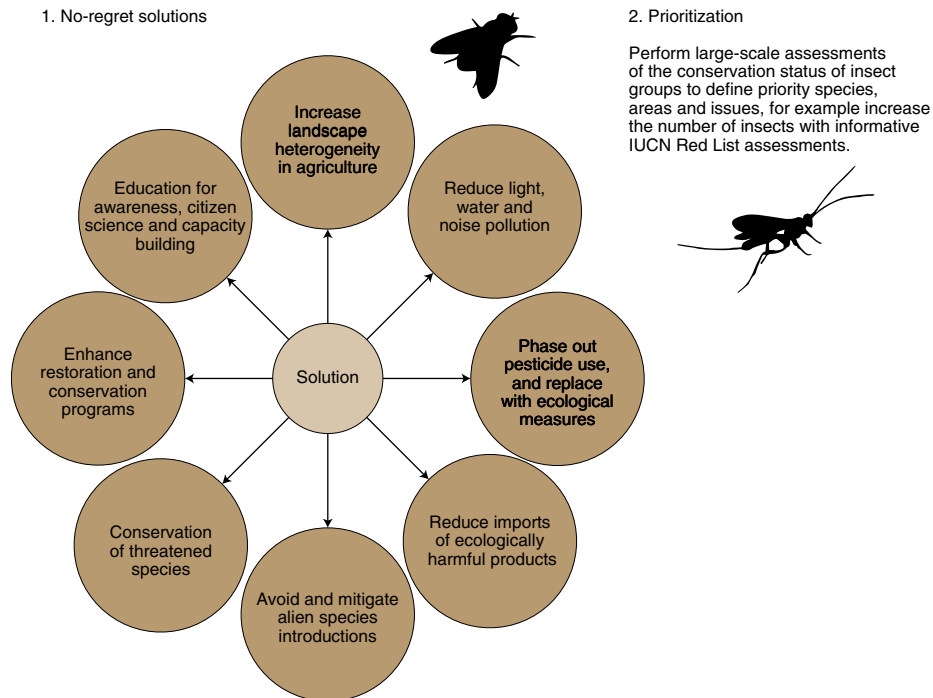 1. No-regret solutions
Increase
landscape
heterogeneity
in agriculture
Reduce light,
water and
noise pollution
Phase out
pesticide use,
and replace
with ecological
measures
Reduce imports
of ecologically
harmful products
Avoid and mitigate
alien species
introductions
Conservation
of threatened
species
Enhance
restoration and
conservation
programs
Education for
awareness, citizen
science and capacity
building
Solution
2. Prioritization
Perform large-scale assessments
of the conservation status of insect
groups to define priority species,
areas and issues, for example increase
the number of insects with informative
IUCN Red List assessments.